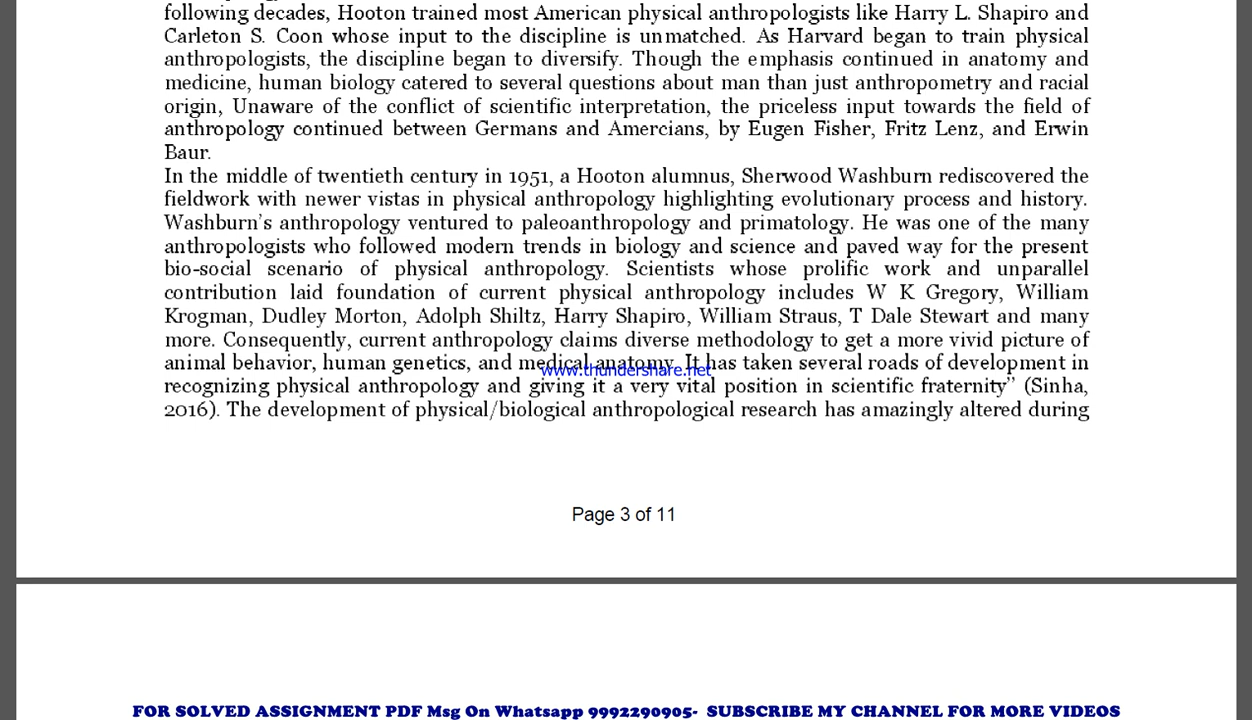 following decades, Hooton trained most American physical anthropologists like Harry L. Shapiro and
Carleton S. Coon whose input to the discipline is unmatched. As Harvard began to train physical
anthropologists, the discipline began to diversify. Though the emphasis continued in anatomy and
medicine, human biology catered to several questions about man than just anthropometry and racial
origin, Unaware of the conflict of scientific interpretation, the priceless input towards the field of
anthropology continued between Germans and Amercians, by Eugen Fisher, Fritz Lenz, and Erwin
Baur.
In the middle of twentieth century in 1951, a Hooton alumnus, Sherwood Washburn rediscovered the
fieldwork with newer vistas in physical anthropology highlighting evolutionary process and history.
Washburn's anthropology ventured to paleoanthropology and primatology. He was one of the many
anthropologists who followed modern trends in biology and science and paved way for the present
bio-social scenario of physical anthropology. Scientists whose prolific work and unparallel
contribution laid foundation of current physical anthropology includes W K Gregory, William
Krogman, Dudley Morton, Adolph Shiltz, Harry Shapiro, William Straus, T Dale Stewart and many
more. Consequently, current anthropology claims diverse methodology to get a more vivid picture of
animal behavior, human genetics, and medical anatomy. It has taken several roads of development in
www.thundershare.net
recognizing physical anthropology and giving it a very vital position in scientific fraternity” (Sinha,
2016). The development of physical/biological anthropological research has amazingly altered during
Page 3 of 11
FOR SOLVED ASSIGNMENT PDF Msg On Whatsapp 9992290905- SUBSCRIBE MY CHANNEL FOR MORE VIDEOS